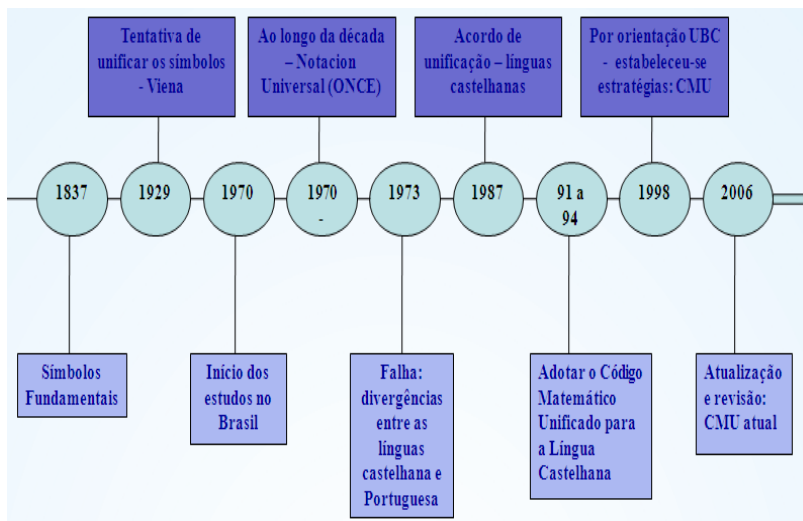 Tentativa de
unificar os símbolos
- Viena
Ao longo da década
– Notacion
Universal (ONCE)
Acordo de
unificação – línguas
castelhanas
Por orientação UBC
- estabeleceu-se
estratégias: CMU
1837
1929
1970
1970
-
1973
1987
91 a
94
1998
2006
Símbolos
Fundamentais
Início dos
estudos no
Brasil
Falha:
divergências
entre as
línguas
castelhana e
Portuguesa
Adotar o Código
Matemático
Unificado para
a Língua
Castelhana
Atualização
e revisão:
CMU atual